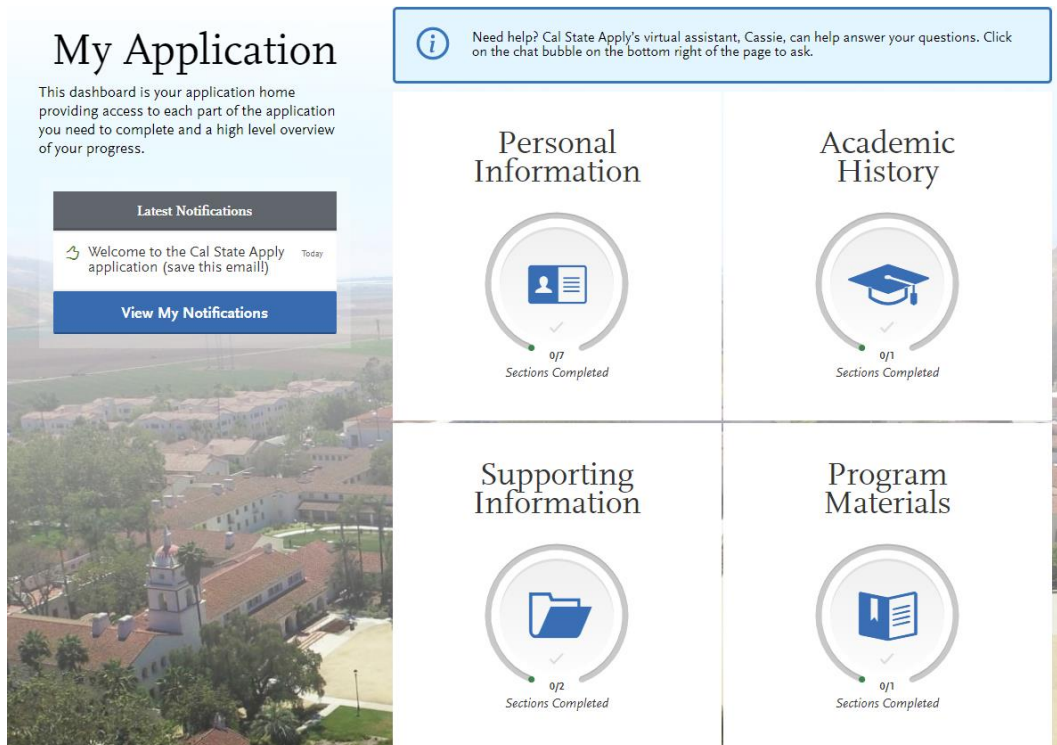 My Application
This dashboard is your application home
providing access to each part of the application
you need to complete and a high level overview
of your progress.
Latest Notifications
Welcome to the Cal State Apply
application (save this email!)
Today
View My Notifications
Need help? Cal State Apply's virtual assistant, Cassie, can help answer your questions. Click
on the chat bubble on the bottom right of the page to ask.
Personal
Information
0/7
Sections Completed
Academic
History
0/1
Sections Completed
Supporting
Information
0/2
Sections Completed
Program
Materials
0/1
Sections Completed